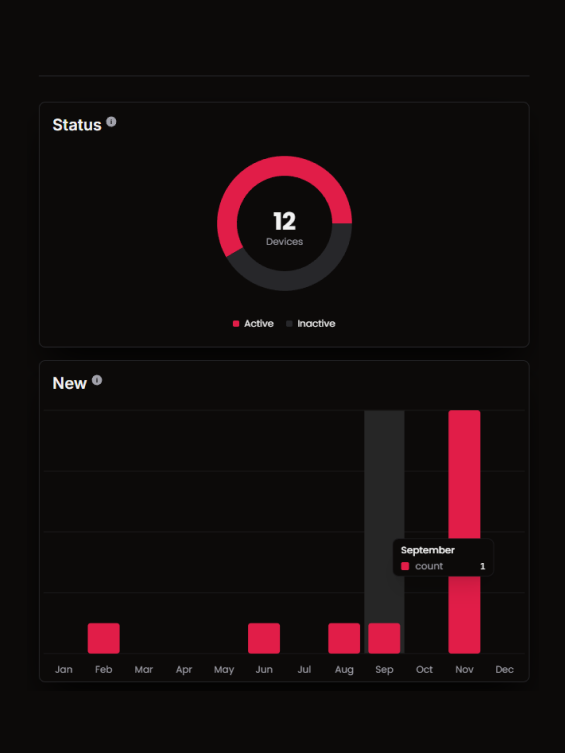 Status i
12
Devices
Active Inactive
New i
September
count 1
Jan Feb Mar Apr May Jun Jul Aug Sep Oct Nov Dec